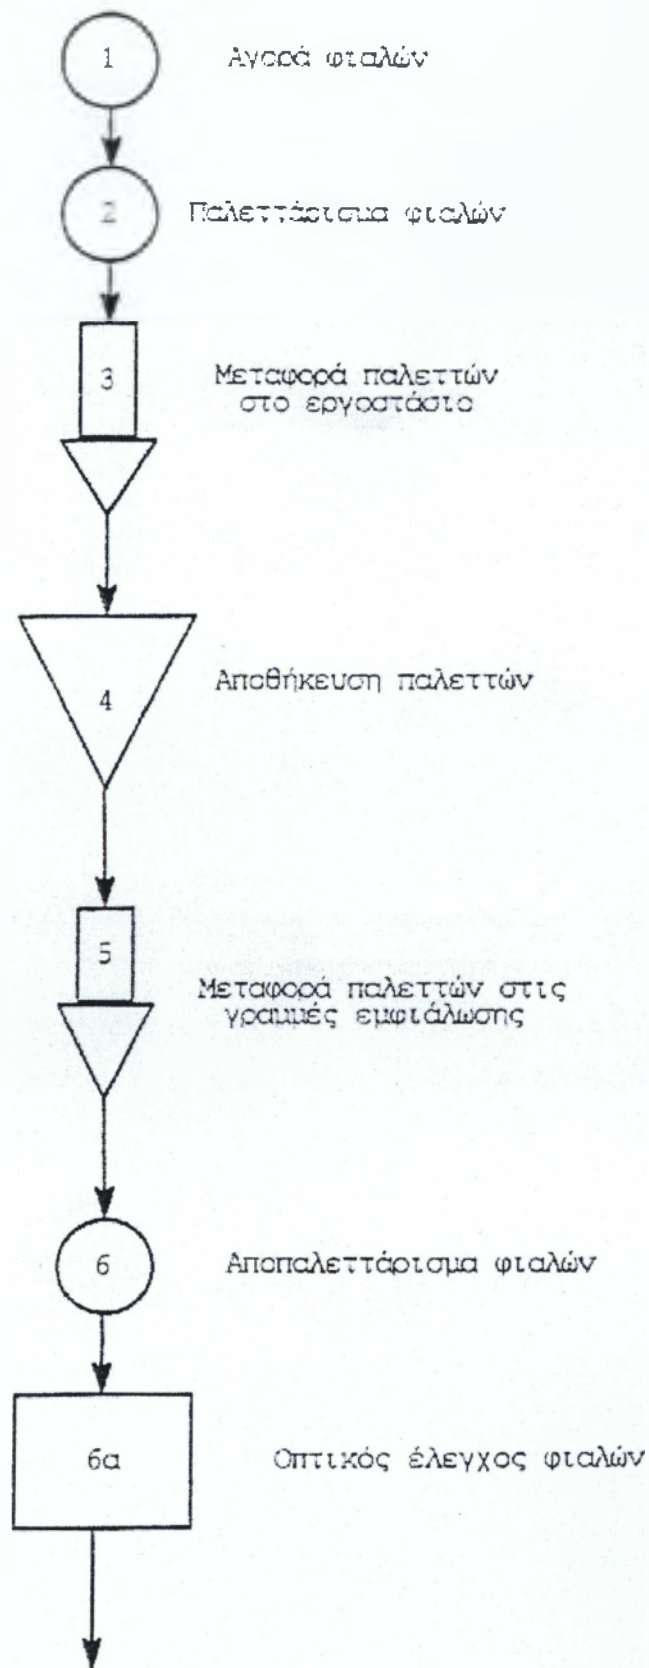 1 Αγορά φιαλών
2 Παλεττάρισμα φιαλών
3 Μεταφορά παλεττών
στο εργοστάσιο
4 Αποθήκευση παλεττών
5 Μεταφορά παλεττών στις
γραμμές εμφιάλωσης
6 Αποπαλεττάρισμα φιαλών
6α Οπτικός έλεγχος φιαλών